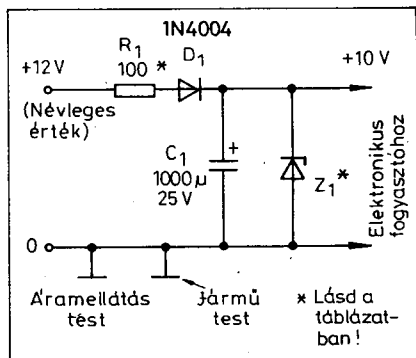 1N4004
R1
100 *
D1
+12 V
+10 V
(Névleges
érték)
C1
+
1000µ
25V
Z1*
Elektronikus
fogyasztóhoz
0
Áramellátás
test
Jármű
test
* Lásd a
táblázat-
ban!